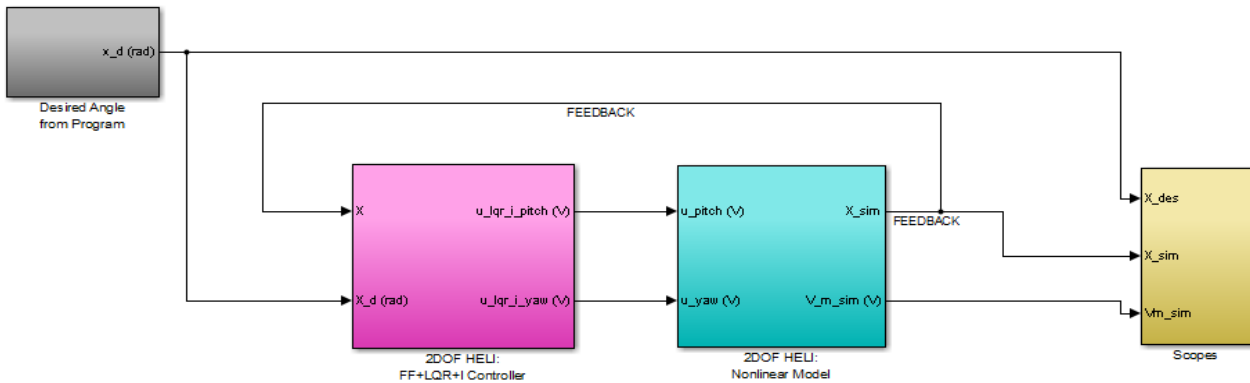 x_d (rad)
Desired Angle
from Program
FEEDBACK
X
u_lqr_i_pitch (V)
X_d (rad)
u_lqr_i_yaw (V)
2DOF HELI:
FF+LQR+I Controller
u_pitch (V)
X_sim
u_yaw (V)
V_m_sim (V)
2DOF HELI:
Nonlinear Model
FEEDBACK
X_des
X_sim
Vm_sim
Scopes